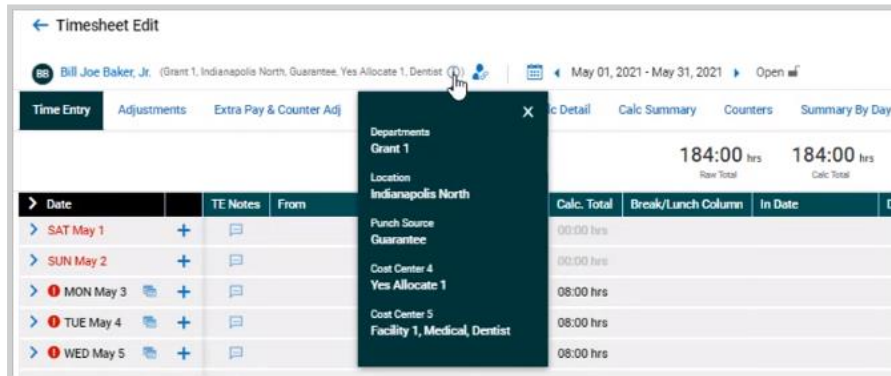 ← Timesheet Edit
BB Bill Joe Baker, Jr. (Grant 1, Indianapolis North, Guarantee, Yes Allocate 1, Dentist) May 01, 2021 - May 31, 2021 Open
Time Entry Adjustments Extra Pay & Counter Adj c Detail Calc Summary Counters Summary By Day
X
Departments
Grant 1
Location
Indianapolis North
Punch Source
Guarantee
Cost Center 4
Yes Allocate 1
Cost Center 5
Facility 1, Medical, Dentist
184:00 hrs 184:00 hrs
Raw Total Calc Total
Date TE Notes From Calc. Total Break/Lunch Column In Date
SAT May 1 + 00:00 hrs
SUN May 2 + 00:00 hrs
MON May 3 + 08:00 hrs
TUE May 4 + 08:00 hrs
WED May 5 + 08:00 hrs